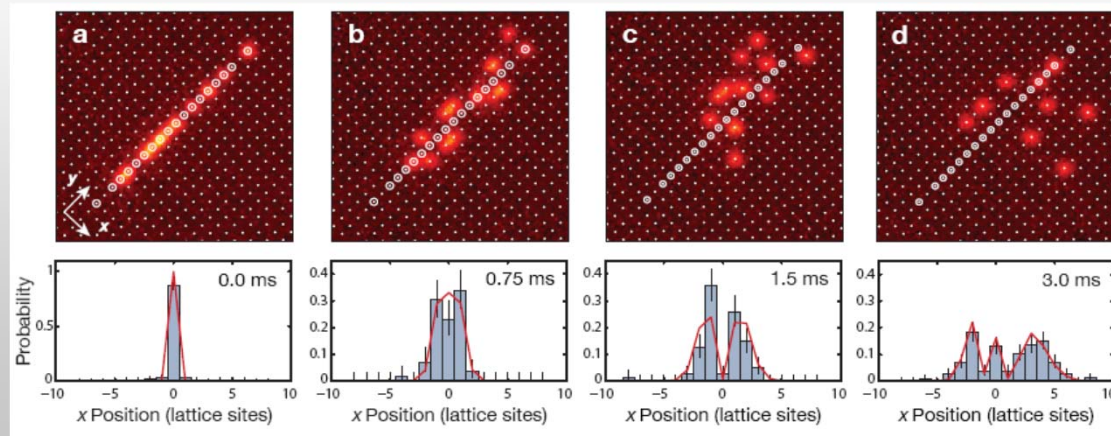 a
b
c
d
y
x
0.0 ms
0.75 ms
1.5 ms
3.0 ms
Probability
1
0.5
0
0.4
0.3
0.2
0.1
0
0.4
0.3
0.2
0.1
0
0.4
0.3
0.2
0.1
0
−10 −5 0 5 10
−10 −5 0 5 10
−10 −5 0 5 10
−10 −5 0 5 10
x Position (lattice sites)
x Position (lattice sites)
x Position (lattice sites)
x Position (lattice sites)